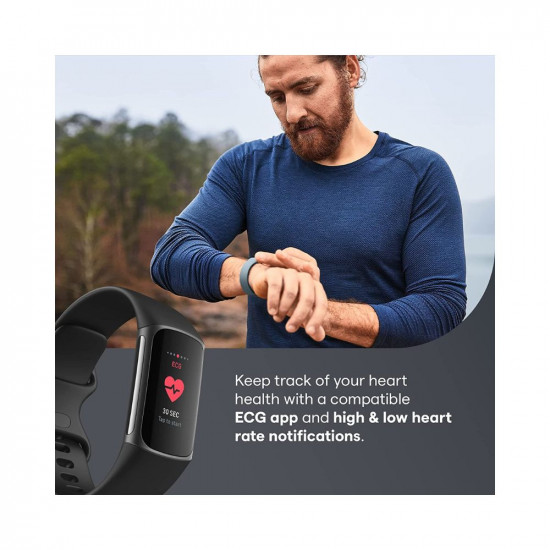 ECG
30 SEC
Tap to start
Keep track of your heart
health with a compatible
ECG app and high & low heart
rate notifications.